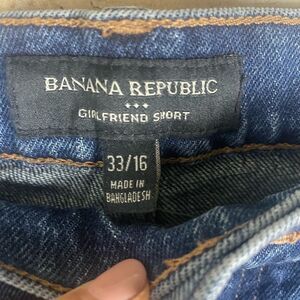 BANANA REPUBLIC
GIRLFRIEND SHORT
33/16
MADE IN
BANGLADESH